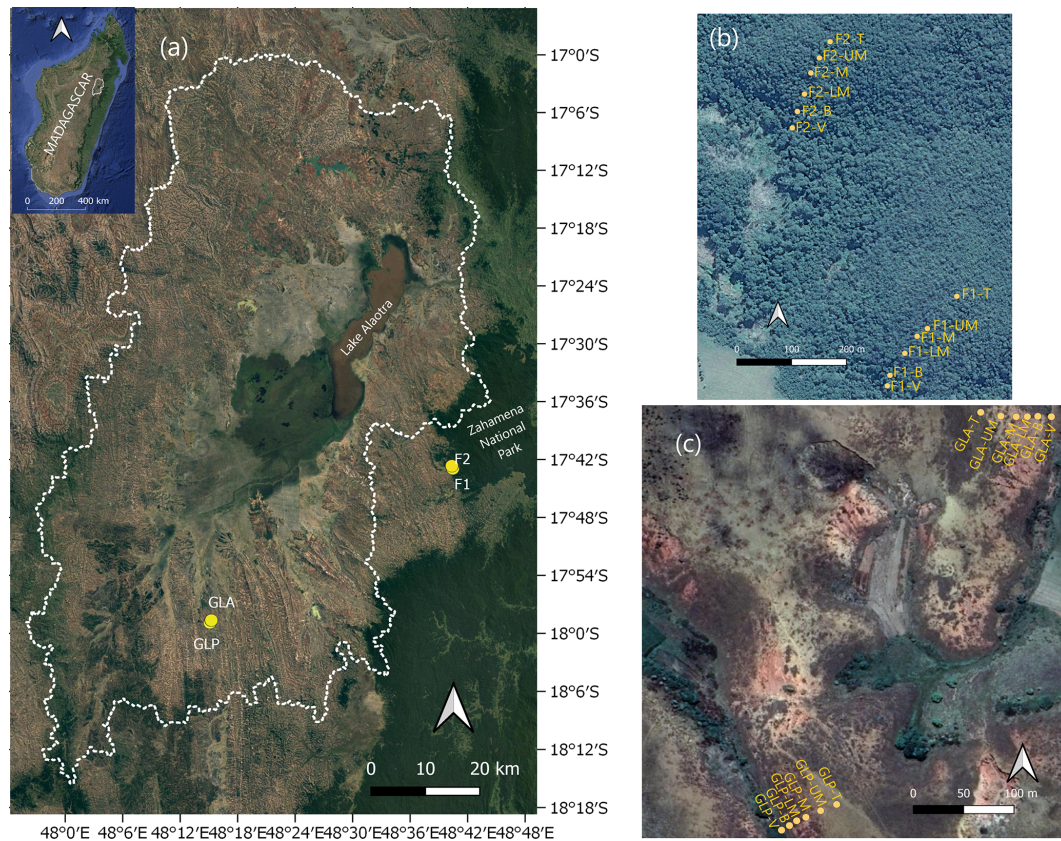 (a)
MADAGASCAR
0 200 400 km
17°0′S
17°6′S
17°12′S
17°18′S
17°24′S
17°30′S
17°36′S
17°42′S
17°48′S
17°54′S
18°0′S
18°6′S
18°12′S
18°18′S
Lake Alaotra
Zahamena
National
Park
F2
F1
GLA
GLP
0 10 20 km
48°0′E 48°6′E 48°12′E 48°18′E 48°24′E 48°30′E 48°36′E 48°42′E 48°48′E
(b)
F2-T
F2-UM
F2-M
F2-LM
F2-B
F2-V
F1-T
F1-UM
F1-M
F1-LM
F1-B
F1-V
0 100 200 m
(c)
GLA-T
GLA-UM
GLA-M
GLA-LM
GLA-B
GLA-V
GLP-V
GLP-B
GLP-LM
GLP-M
GLP-UM
GLP-T
0 50 100 m